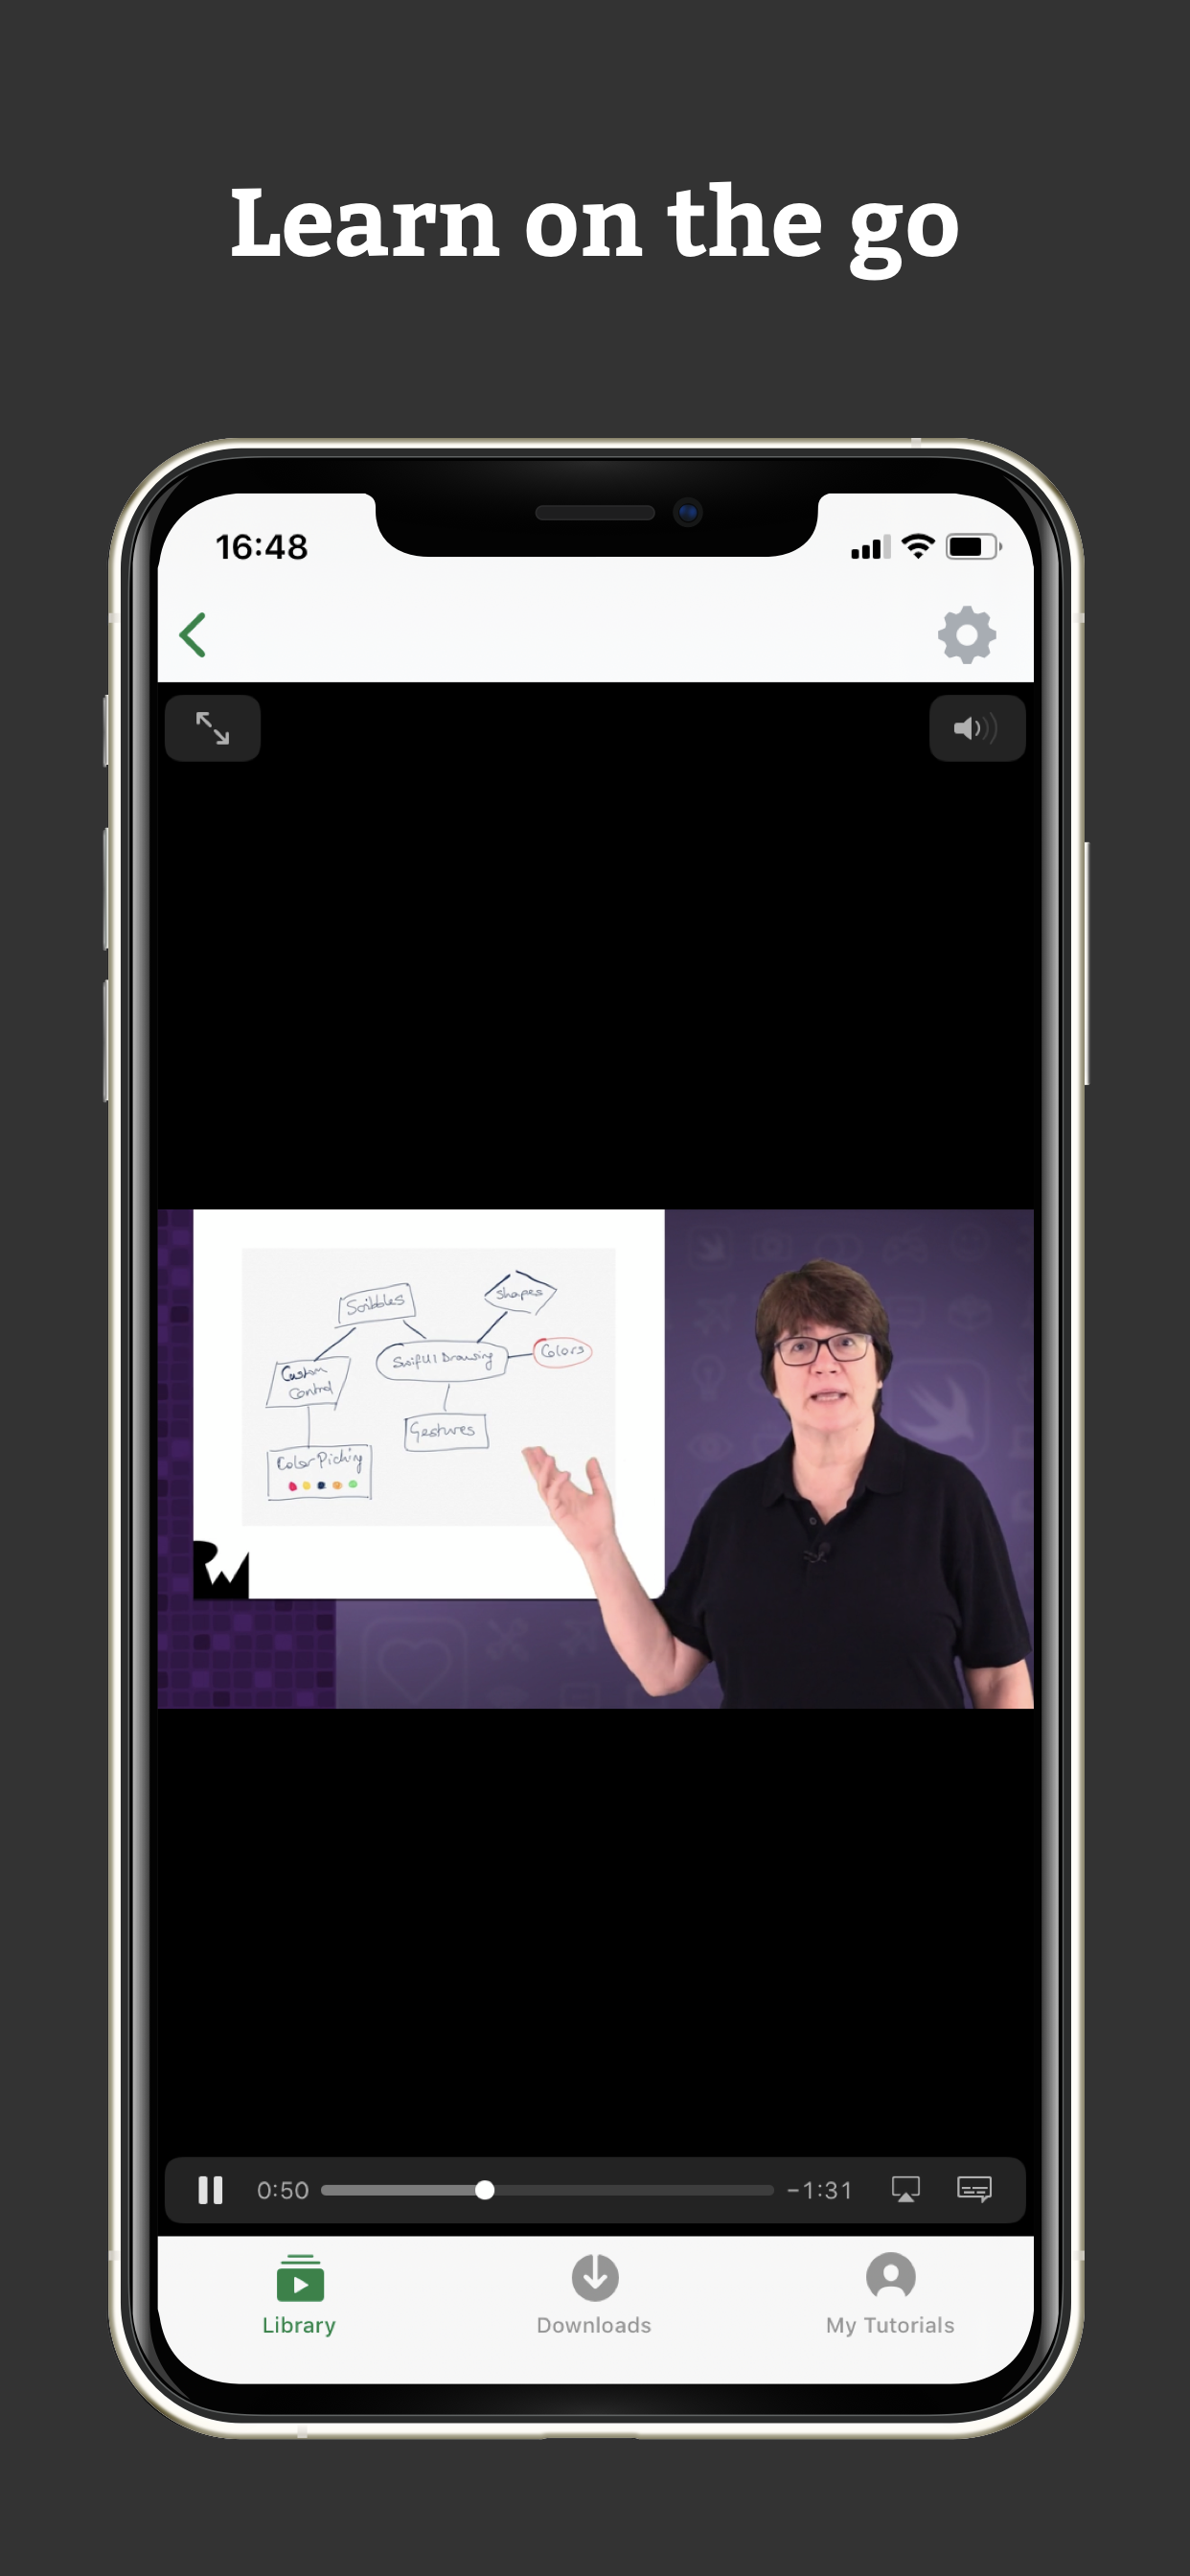 Learn on the go
16:48
Scribbles
shapes
SwiftUI Drawing
Colors
Custom
Control
Gestures
Color Picking
RW
0:50
-1:31
Library
Downloads
My Tutorials